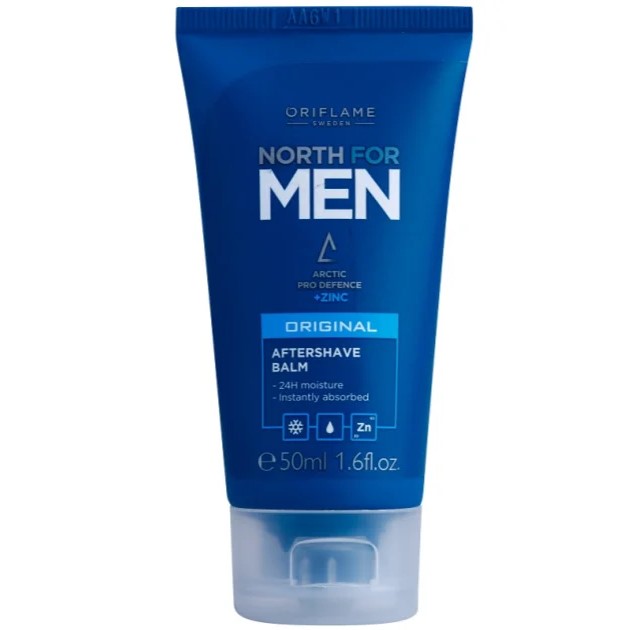 ORIFLAME
SWEDEN
NORTH FOR
MEN
ARCTIC
PRO DEFENCE
+ZINC
ORIGINAL
AFTERSHAVE
BALM
- 24H moisture
- Instantly absorbed
Zn
℮50ml 1.6fl.oz.